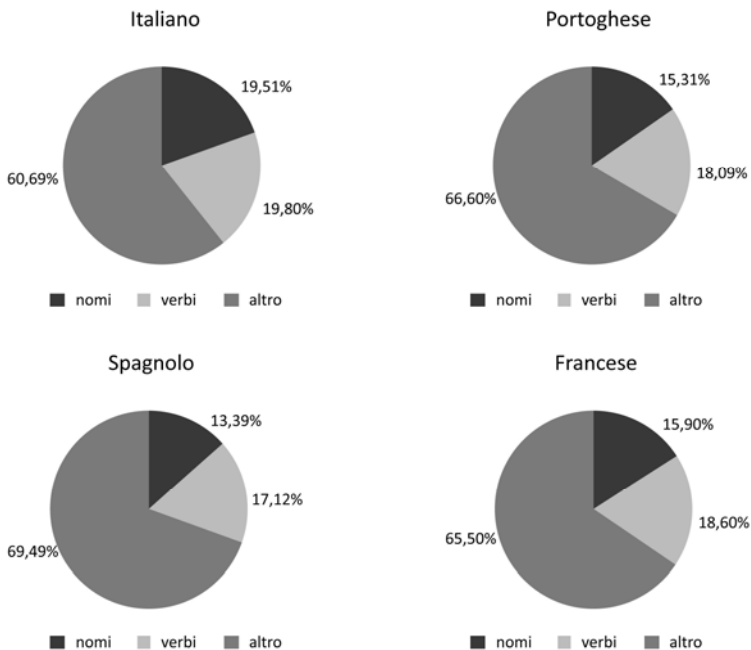 Italiano
19,51%
60,69%
19,80%
nomi verbi altro
Portoghese
15,31%
18,09%
66,60%
nomi verbi altro
Spagnolo
13,39%
17,12%
69,49%
nomi verbi altro
Francese
15,90%
18,60%
65,50%
nomi verbi altro